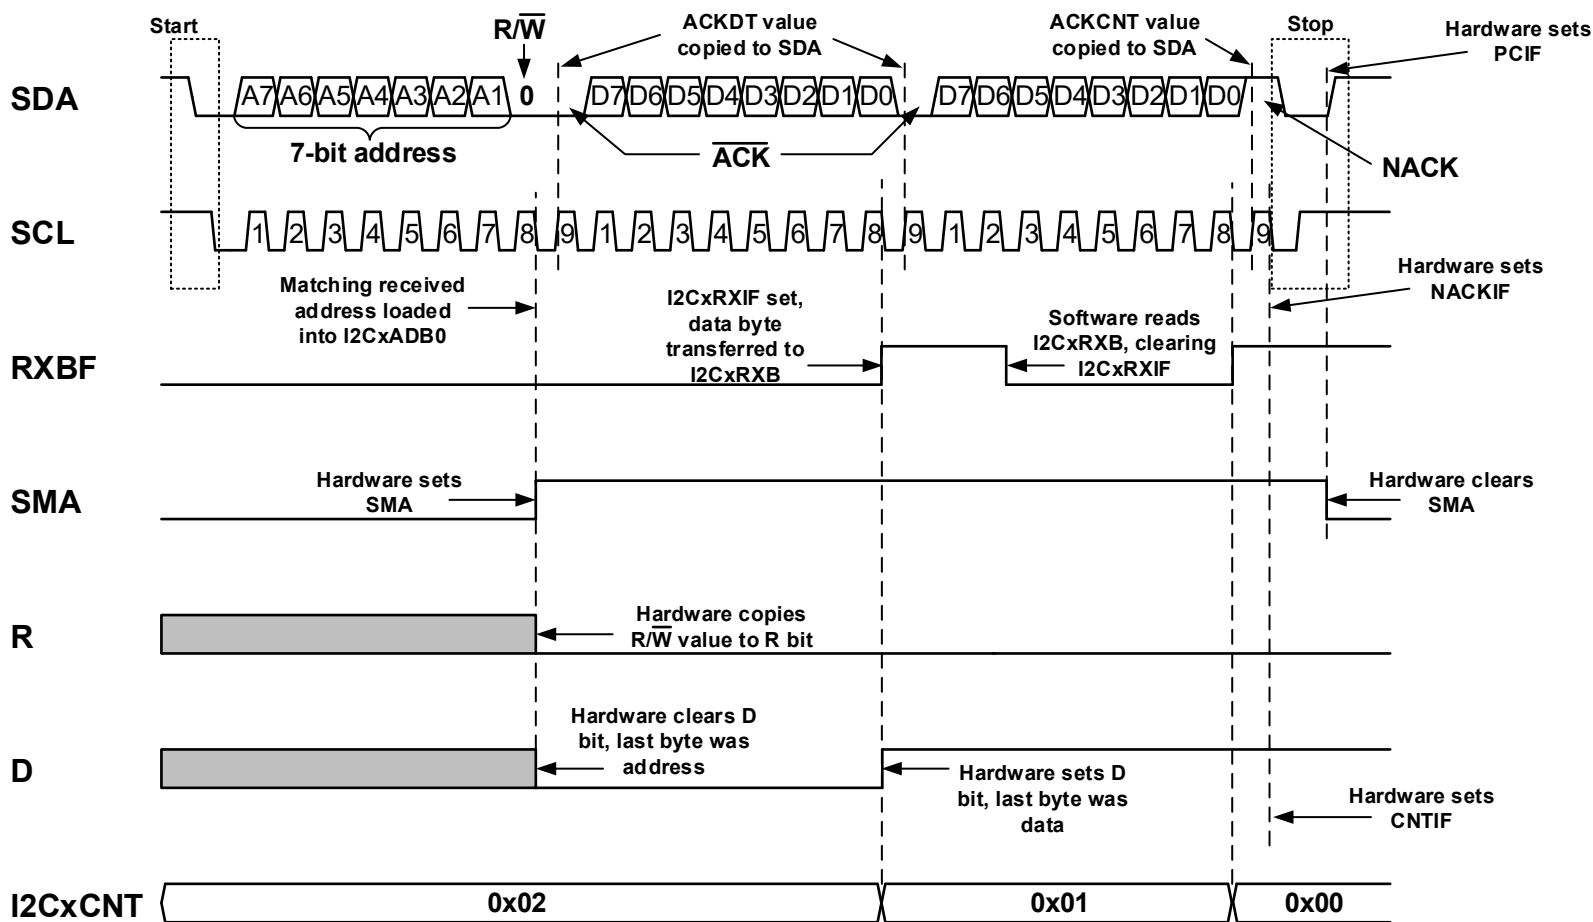 Start
R/W
ACKDT value
copied to SDA
ACKCNT value
copied to SDA
Stop
Hardware sets
PCIF
SDA
A7 A6 A5 A4 A3 A2 A1 0 D7 D6 D5 D4 D3 D2 D1 D0 D7 D6 D5 D4 D3 D2 D1 D0
7-bit address
ACK
NACK
SCL
1 2 3 4 5 6 7 8 9 1 2 3 4 5 6 7 8 9 1 2 3 4 5 6 7 8 9
Matching received
address loaded
into I2CxADB0
I2CxRXIF set,
data byte
transferred to
I2CxRXB
Software reads
I2CxRXB, clearing
I2CxRXIF
Hardware sets
NACKIF
RXBF
SMA
Hardware sets
SMA
Hardware clears
SMA
R
Hardware copies
R/W value to R bit
D
Hardware clears D
bit, last byte was
address
Hardware sets D
bit, last byte was
data
Hardware sets
CNTIF
I2CxCNT
0x02 0x01 0x00